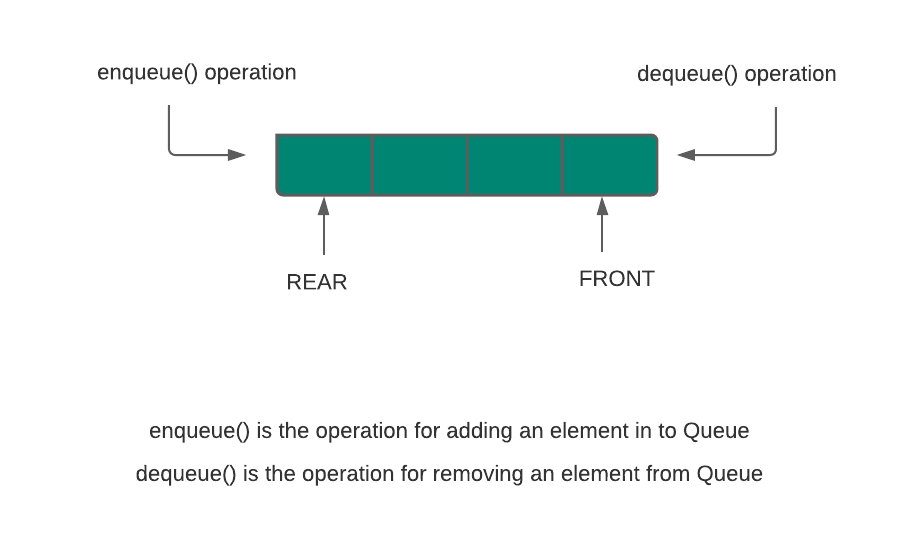 enqueue() operation
dequeue() operation
REAR
FRONT
enqueue() is the operation for adding an element in to Queue
dequeue() is the operation for removing an element from Queue